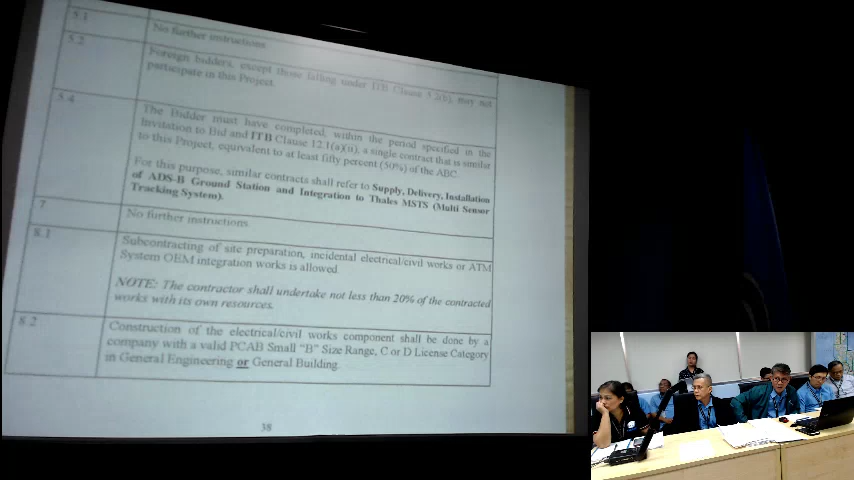 5.1
No further instructions.
5.2
Foreign bidders, except those falling under ITB Clause 5.2(b), may not
participate in this Project.
5.4
The Bidder must have completed, within the period specified in the
Invitation to Bid and ITB Clause 12.1(a)(ii), a single contract that is similar
to this Project, equivalent to at least fifty percent (50%) of the ABC.
For this purpose, similar contracts shall refer to Supply, Delivery, Installation
of ADS-B Ground Station and Integration to Thales MSTS (Multi Sensor
Tracking System).
7
No further instructions.
8.1
Subcontracting of site preparation, incidental electrical/civil works or ATM
System OEM integration works is allowed.
NOTE: The contractor shall undertake not less than 20% of the contracted
works with its own resources.
8.2
Construction of the electrical/civil works component shall be done by a
company with a valid PCAB Small “B” Size Range, C or D License Category
in General Engineering or General Building.
38